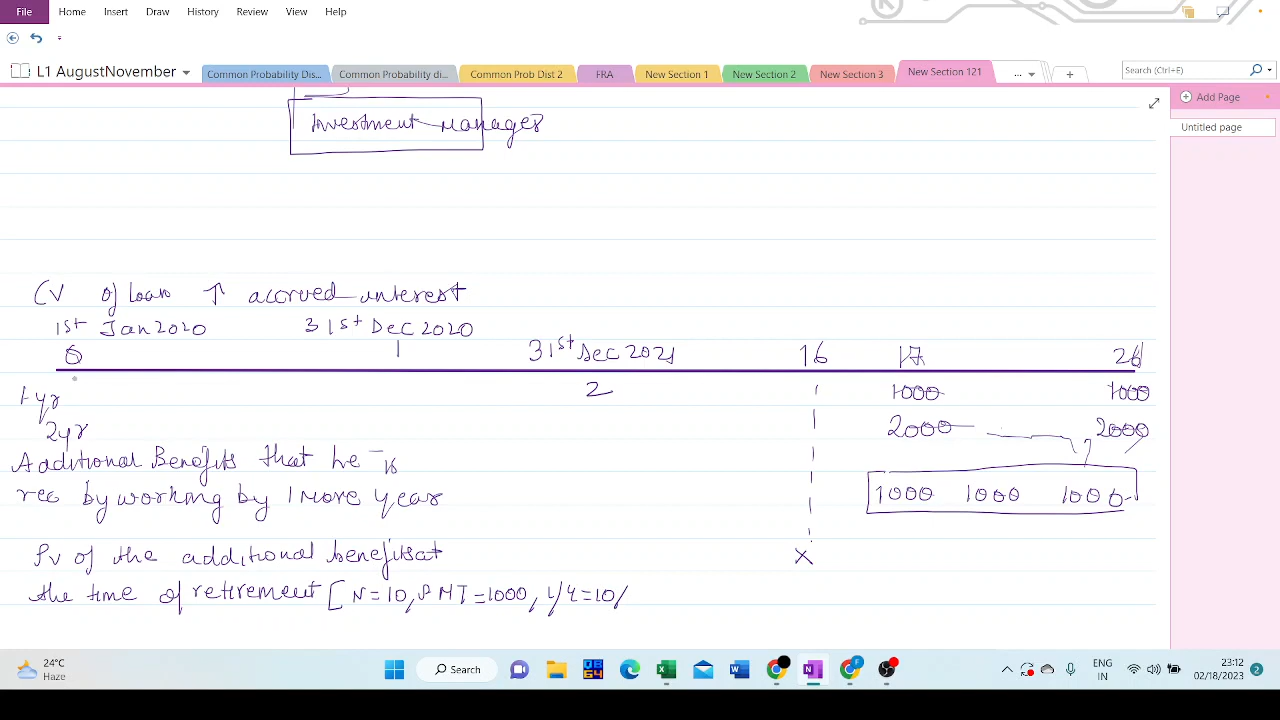 File Home Insert Draw History Review View Help
L1 AugustNovember Common Probability Dis... Common Probability di... Common Prob Dist 2 FRA New Section 1 New Section 2 New Section 3 New Section 121 ... + Search (Ctrl+E)
Add Page
Untitled page
Investment manager
CV of loan ↑ accrued interest
1st Jan 2020 31st Dec 2020
0 1 31st Dec 2021 16 17 26
2
1yr 1000 1000
2yr 2000 2000
Additional Benefits that he
rec by working by 1 more year 1000 1000 1000
Pv of the additional benefits at X
the time of retirement [N=10, PMT=1000, I/Y=10/
24°C
Haze
Search
ENG
IN
23:12
02/18/2023
2